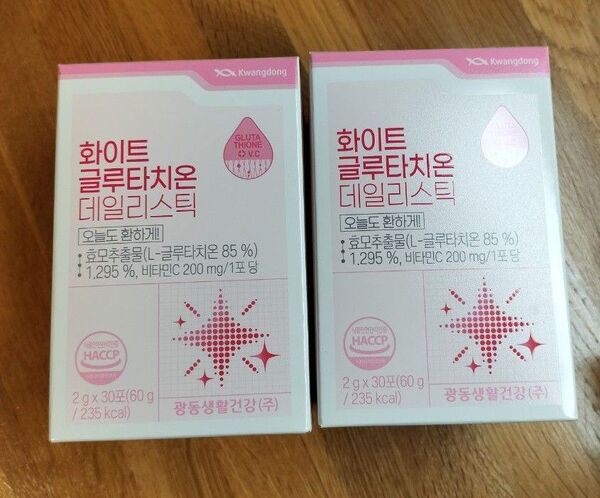 Kwangdong
화이트
글루타치온
데일리스틱
GLUTA
THIONE
V.C
오늘도 환하게!
효모추출물(L-글루타치온 85 %)
1,295 %, 비타민C 200 mg/1포 당
HACCP
2 g x 30포(60 g
/ 235 kcal)
광동생활건강(주)
Kwangdong
화이트
글루타치온
데일리스틱
오늘도 환하게!
효모추출물(L-글루타치온 85 %)
1,295 %, 비타민C 200 mg/1포 당
HACCP
2 g x 30포(60 g
/ 235 kcal)
광동생활건강(주)